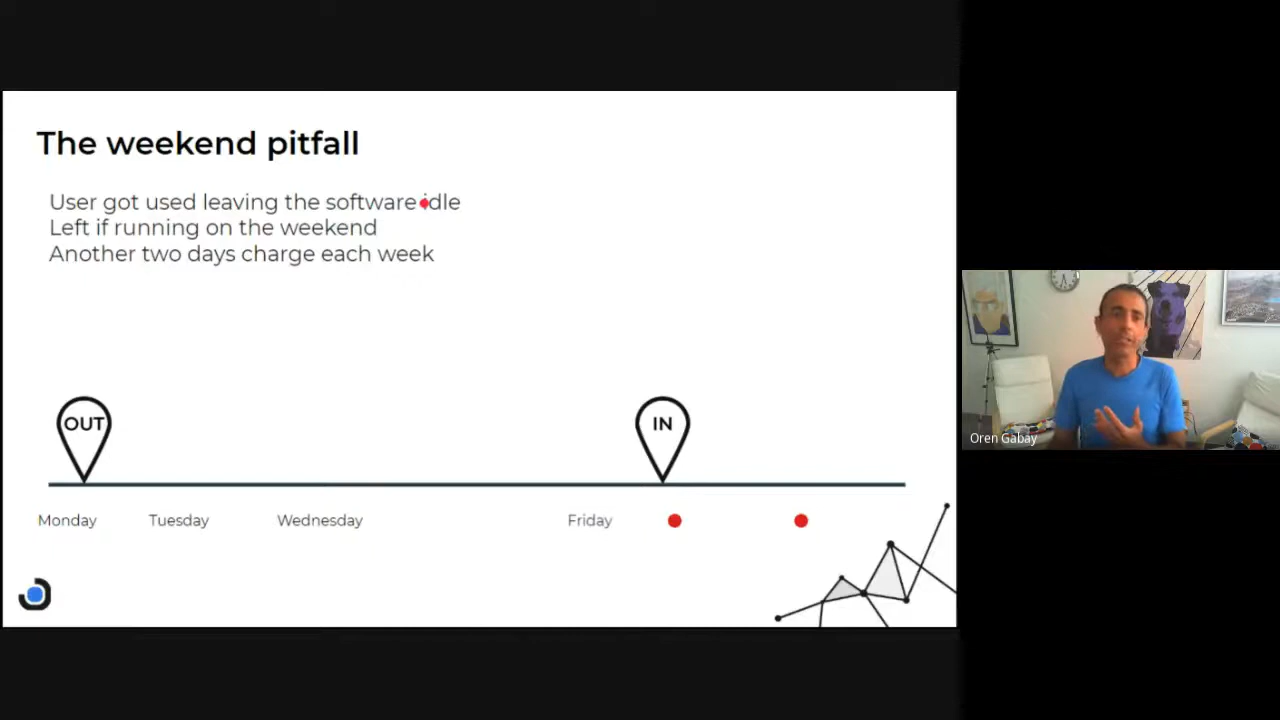 The weekend pitfall
User got used leaving the software idle
Left if running on the weekend
Another two days charge each week
OUT
IN
Monday
Tuesday
Wednesday
Friday
Oren Gabay